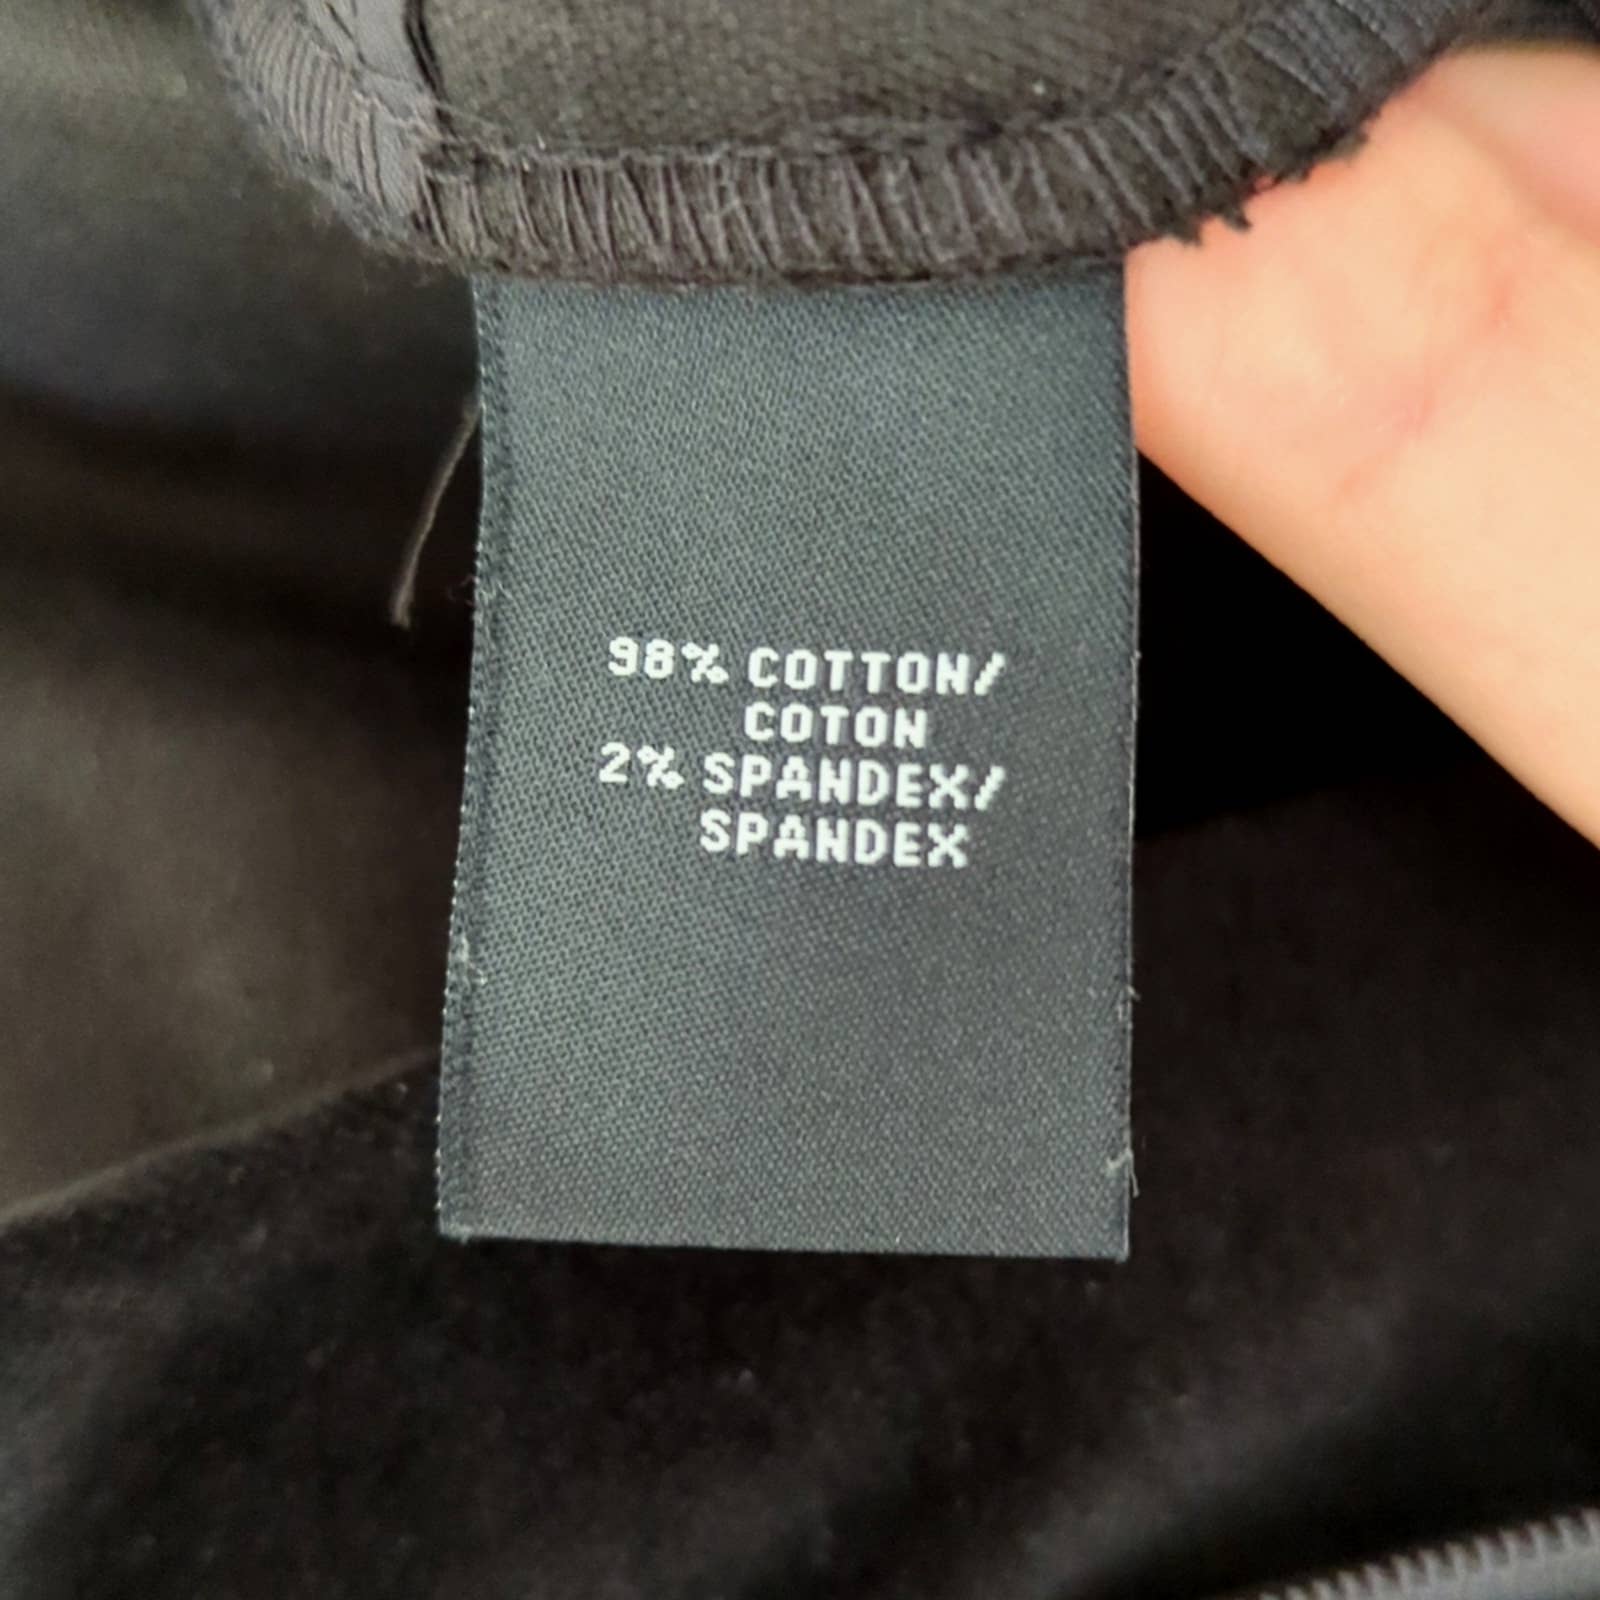 98% COTTON/
COTON
2% SPANDEX/
SPANDEX